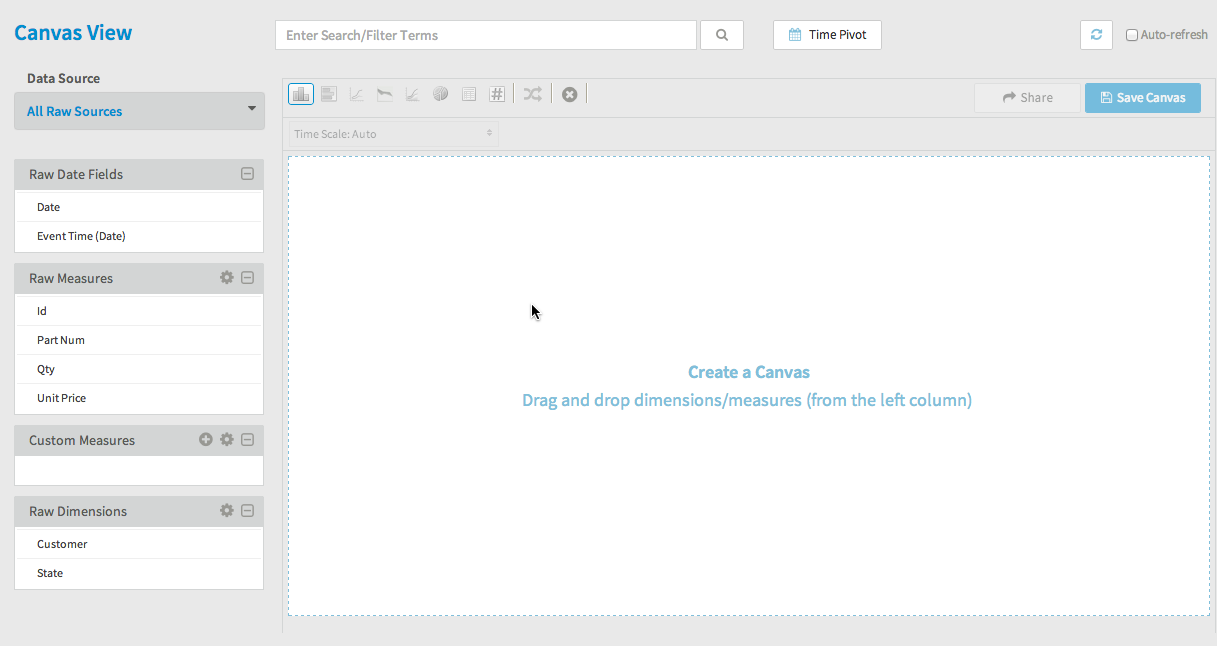 Canvas View
Enter Search/Filter Terms
Time Pivot
Auto-refresh
Data Source
All Raw Sources
Share
Save Canvas
Time Scale: Auto
Raw Date Fields
Date
Event Time (Date)
Raw Measures
Id
Part Num
Qty
Unit Price
Custom Measures
Raw Dimensions
Customer
State
Create a Canvas
Drag and drop dimensions/measures (from the left column)